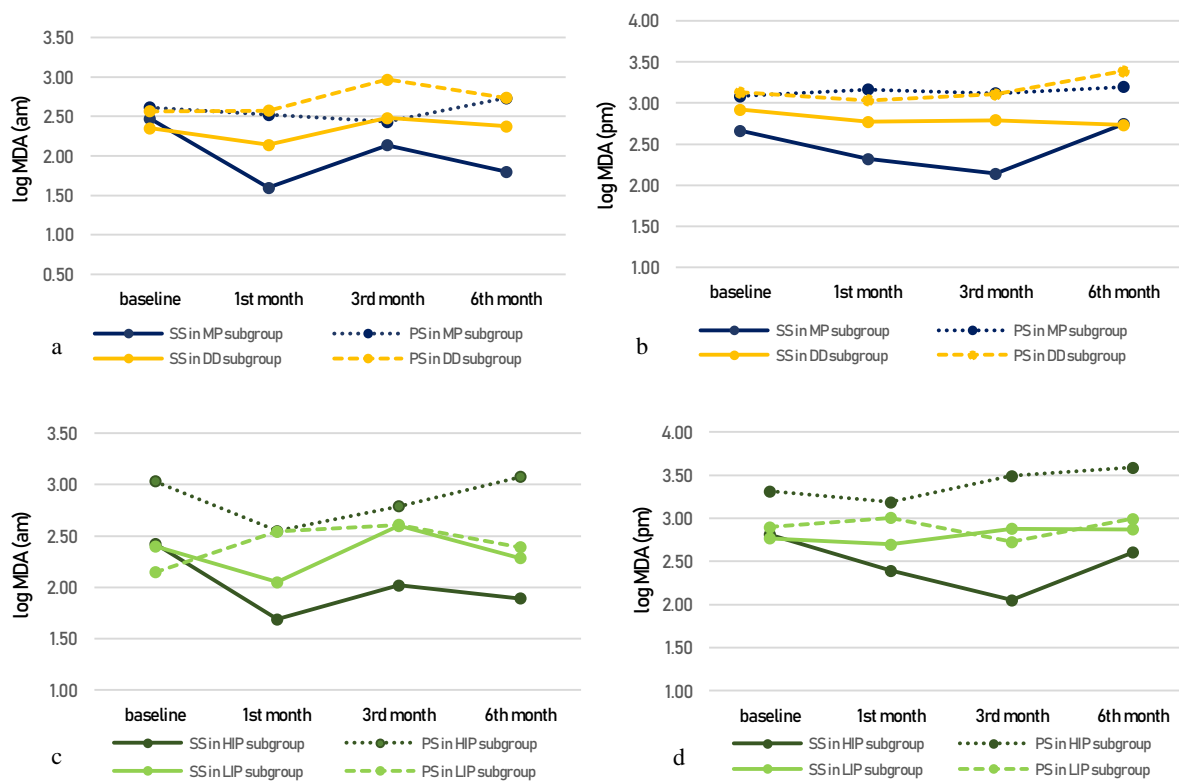 3.50
3.00
2.50
2.00
1.50
1.00
0.50
log MDA (am)
baseline 1st month 3rd month 6th month
SS in MP subgroup PS in MP subgroup
SS in DD subgroup PS in DD subgroup
a
4.00
3.50
3.00
2.50
2.00
1.50
1.00
log MDA (pm)
baseline 1st month 3rd month 6th month
SS in MP subgroup PS in MP subgroup
SS in DD subgroup PS in DD subgroup
b
3.50
3.00
2.50
2.00
1.50
1.00
log MDA (am)
baseline 1st month 3rd month 6th month
SS in HIP subgroup PS in HIP subgroup
SS in LIP subgroup PS in LIP subgroup
c
4.00
3.50
3.00
2.50
2.00
1.50
1.00
log MDA (pm)
baseline 1st month 3rd month 6th month
SS in HIP subgroup PS in HIP subgroup
SS in LIP subgroup PS in LIP subgroup
d